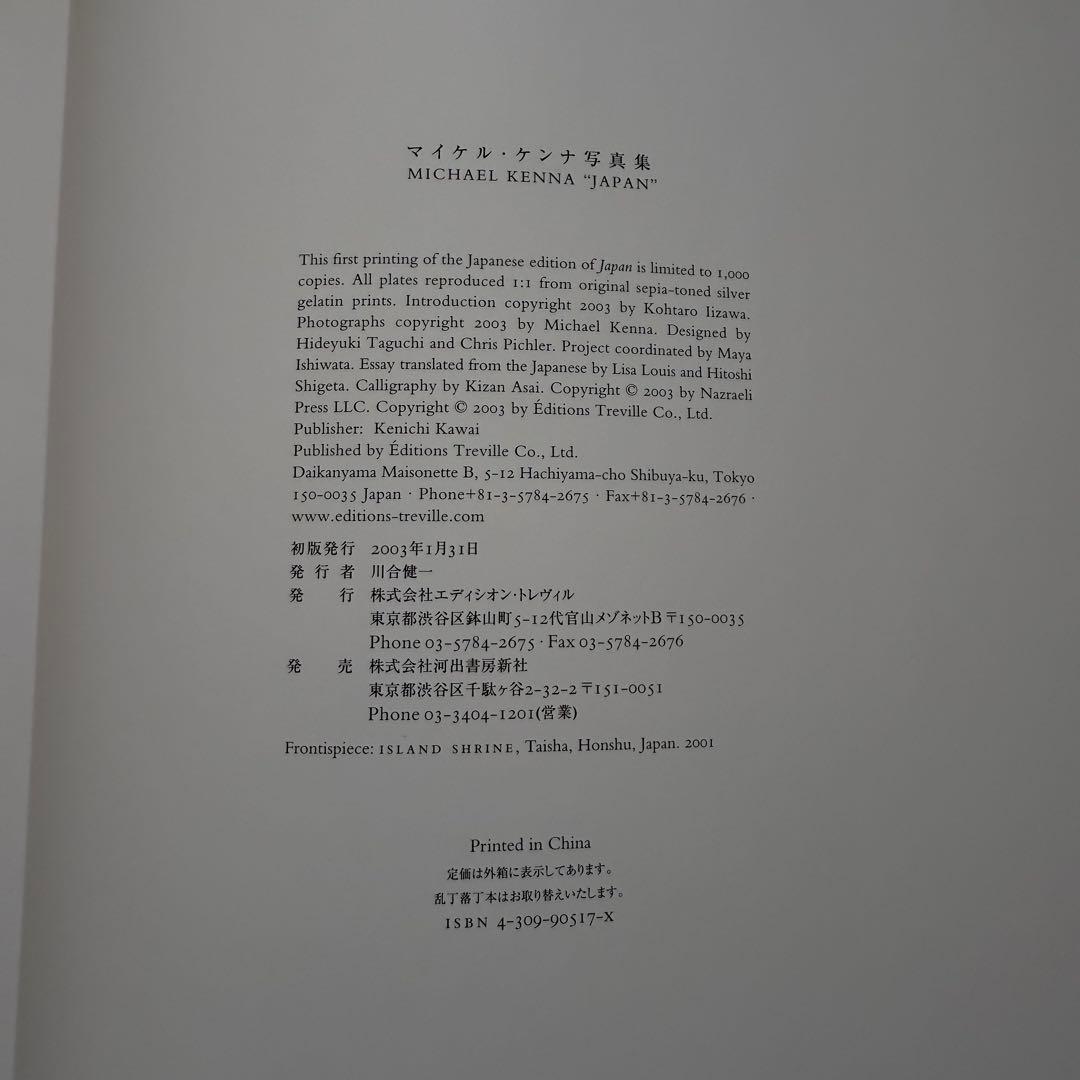 マイケル・ケンナ写真集
MICHAEL KENNA “JAPAN”
This first printing of the Japanese edition of Japan is limited to 1,000
copies. All plates reproduced 1:1 from original sepia-toned silver
gelatin prints. Introduction copyright 2003 by Kohtaro Iizawa.
Photographs copyright 2003 by Michael Kenna. Designed by
Hideyuki Taguchi and Chris Pichler. Project coordinated by Maya
Ishiwata. Essay translated from the Japanese by Lisa Louis and Hitoshi
Shigeta. Calligraphy by Kizan Asai. Copyright © 2003 by Nazraeli
Press LLC. Copyright © 2003 by Éditions Treville Co., Ltd.
Publisher: Kenichi Kawai
Published by Éditions Treville Co., Ltd.
Daikanyama Maisonette B, 5-12 Hachiyama-cho Shibuya-ku, Tokyo
150-0035 Japan · Phone+81-3-5784-2675 · Fax+81-3-5784-2676 ·
www.editions-treville.com
初版発行 2003年1月31日
発行者 川合健一
発行 株式会社エディシオン・トレヴィル
東京都渋谷区鉢山町5-12代官山メゾネットB〒150-0035
Phone 03-5784-2675 · Fax 03-5784-2676
発売 株式会社河出書房新社
東京都渋谷区千駄ヶ谷2-32-2〒151-0051
Phone 03-3404-1201(営業)
Frontispiece: ISLAND SHRINE, Taisha, Honshu, Japan. 2001
Printed in China
定価は外箱に表示してあります。
乱丁落丁本はお取り替えいたします。
ISBN 4-309-90517-X